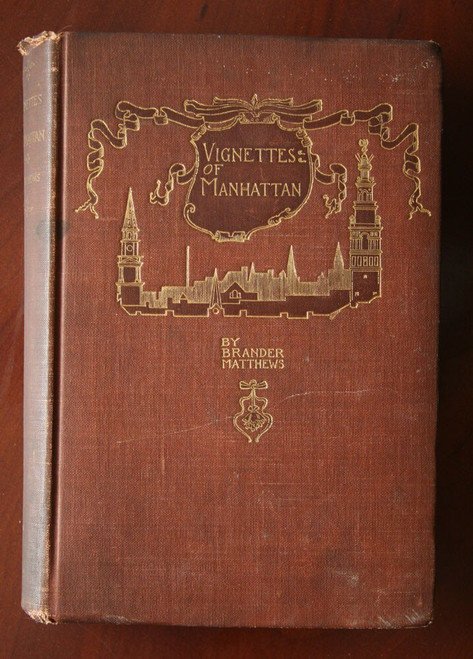 VIGNETTES
OF
MANHATTAN
BY
BRANDER
MATTHEWS